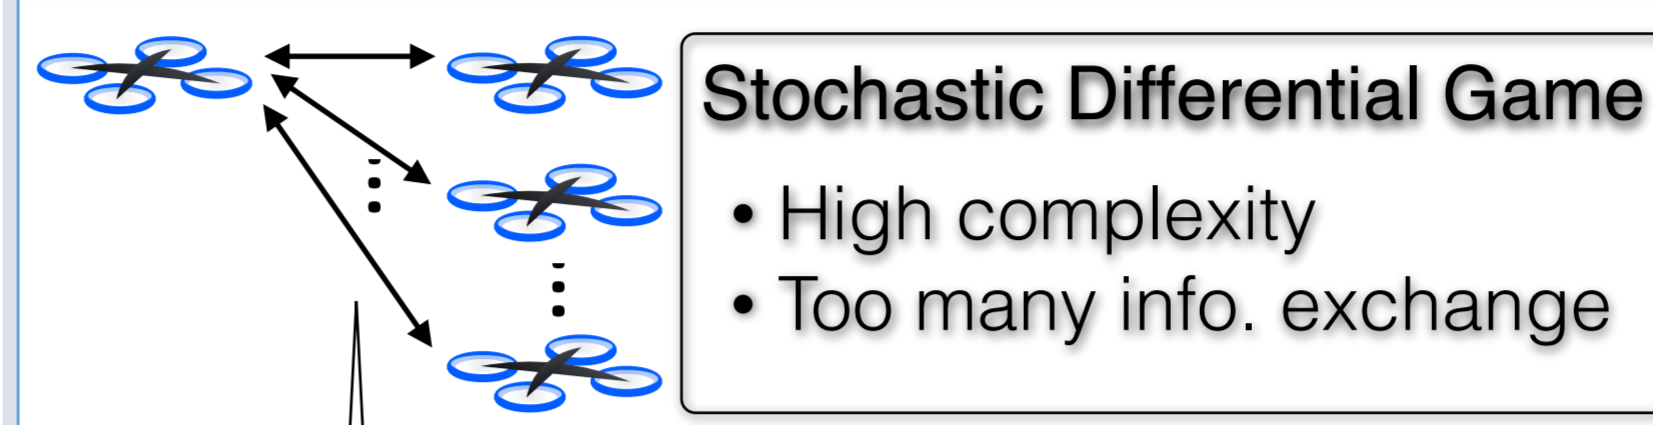 Stochastic Differential Game
• High complexity
• Too many info. exchange